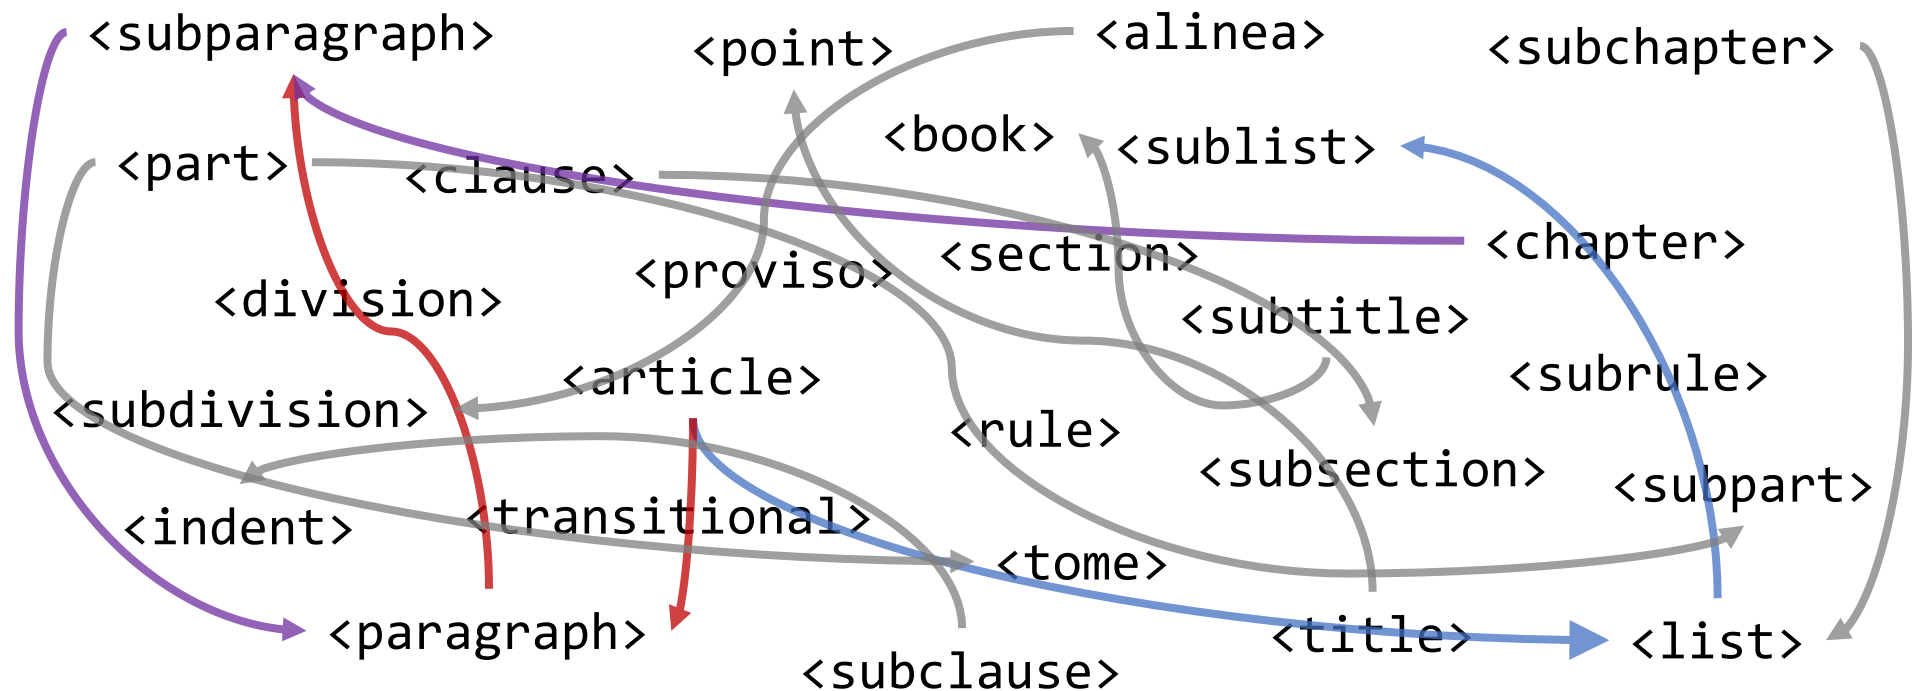 <subparagraph>
<point>
<alinea>
<subchapter>
<part>
<clause>
<book>
<sublist>
<division>
<proviso>
<section>
<chapter>
<subtitle>
<subdivision>
<article>
<rule>
<subrule>
<indent>
<transitional>
<subsection>
<subpart>
<tome>
<paragraph>
<subclause>
<title>
<list>